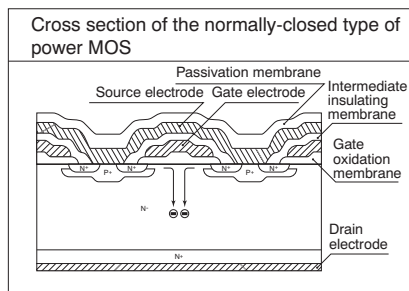 Cross section of the normally-closed type of
power MOS
Passivation membrane
Source electrode
Gate electrode
Intermediate
insulating
membrane
Gate
oxidation
membrane
N+
N+
N+
N+
P+
P+
N−
N+
Drain
electrode